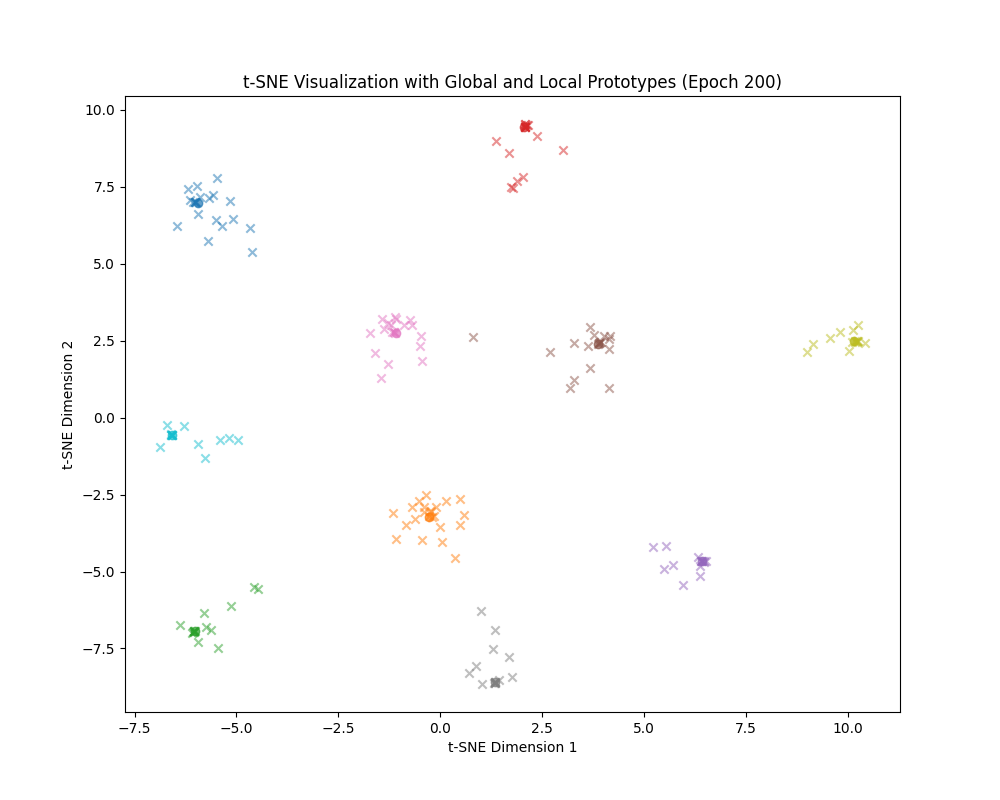 t-SNE Visualization with Global and Local Prototypes (Epoch 200)
10.0
7.5
5.0
2.5
0.0
−2.5
−5.0
−7.5
t-SNE Dimension 2
−7.5 −5.0 −2.5 0.0 2.5 5.0 7.5 10.0
t-SNE Dimension 1